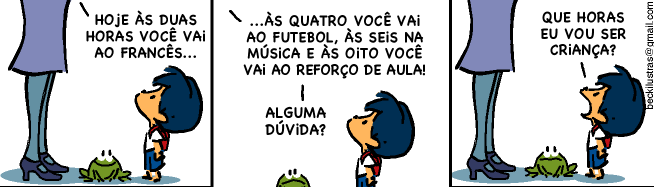 HOJE ÀS DUAS
HORAS VOCÊ VAI
AO FRANCÊS...
...ÀS QUATRO VOCÊ VAI
AO FUTEBOL, ÀS SEIS NA
MÚSICA E ÀS OITO VOCÊ
VAI AO REFORÇO DE AULA!
ALGUMA
DÚVIDA?
QUE HORAS
EU VOU SER
CRIANÇA?
beckilustras@gmail.com